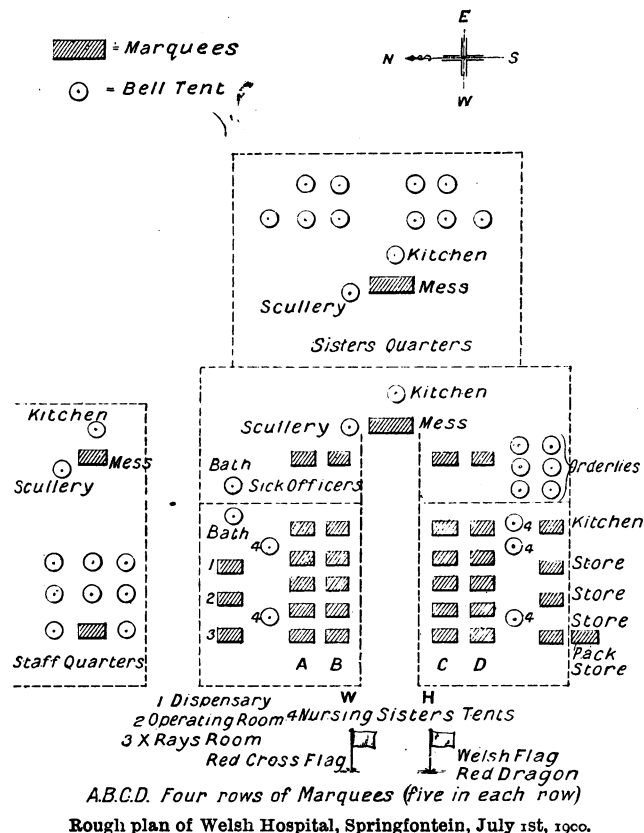 E
N
S
W
= Marquees
= Bell Tent
Kitchen
Mess
Scullery
Sisters Quarters
Kitchen
Scullery
Mess
Kitchen
Mess
Scullery
Bath
Sick Officers
Orderlies
Bath
4
4
4
4
4
Kitchen
1
Store
2
Store
Store
3
Staff Quarters
A B
C D
Pack
Store
W H
1 Dispensary
2 Operating Room
4 Nursing Sisters Tents
3 X Rays Room
Red Cross Flag
Welsh Flag
Red Dragon
A.B.C.D. Four rows of Marquees (five in each row)
Rough plan of Welsh Hospital, Springfontein, July 1st, 1900.